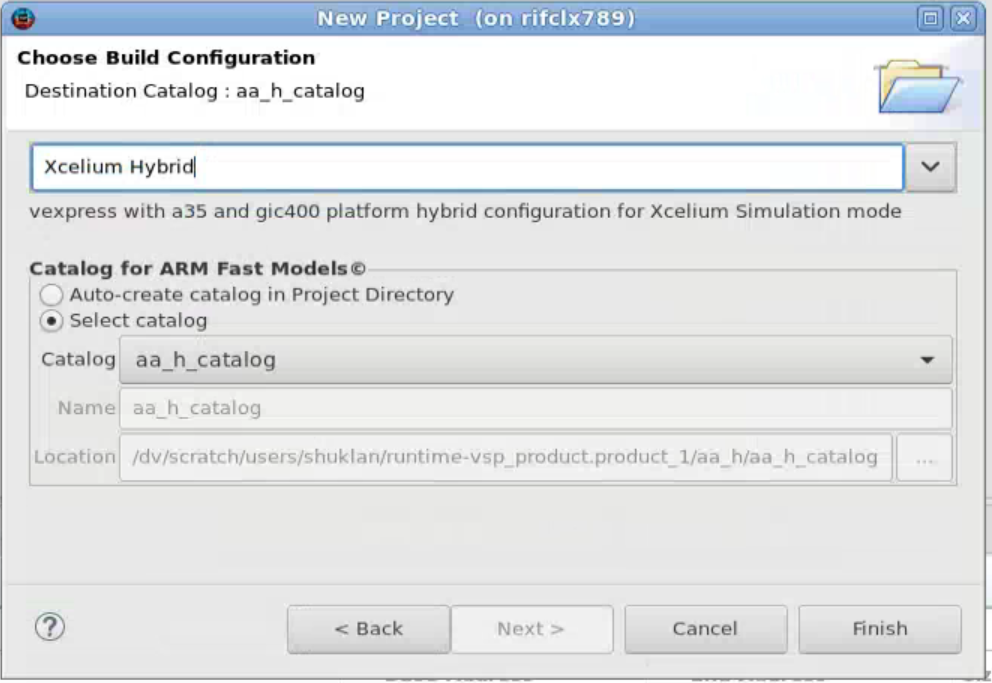 New Project (on rifclx789)
Choose Build Configuration
Destination Catalog : aa_h_catalog
Xcelium Hybrid
vexpress with a35 and gic400 platform hybrid configuration for Xcelium Simulation mode
Catalog for ARM Fast Models©
Auto-create catalog in Project Directory
Select catalog
Catalog aa_h_catalog
Name aa_h_catalog
Location /dv/scratch/users/shuklan/runtime-vsp_product.product_1/aa_h/aa_h_catalog ...
? < Back Next > Cancel Finish